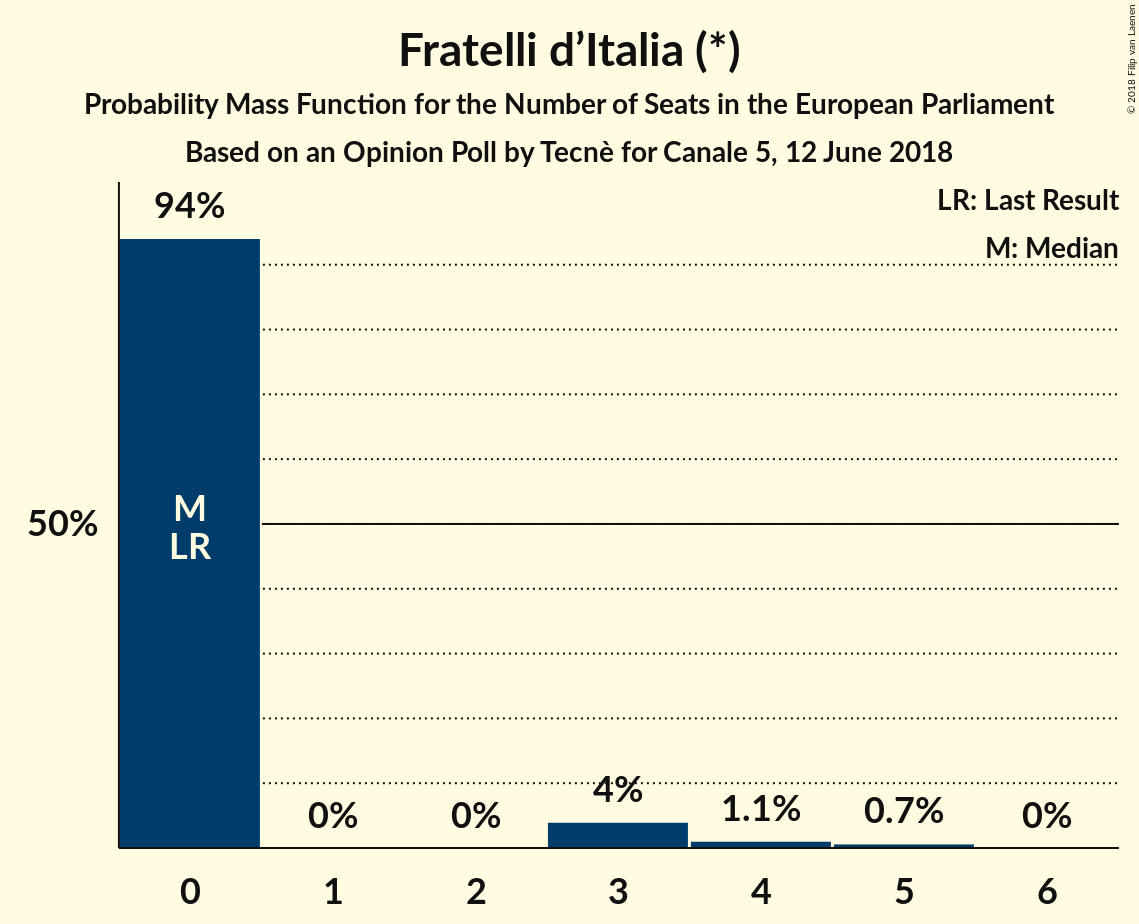 Fratelli d’Italia (*)
Probability Mass Function for the Number of Seats in the European Parliament
Based on an Opinion Poll by Tecnè for Canale 5, 12 June 2018
© 2018 Filip van Laenen
LR: Last Result
M: Median
94%
50%
M
LR
0%
0%
4%
1.1%
0.7%
0%
0
1
2
3
4
5
6